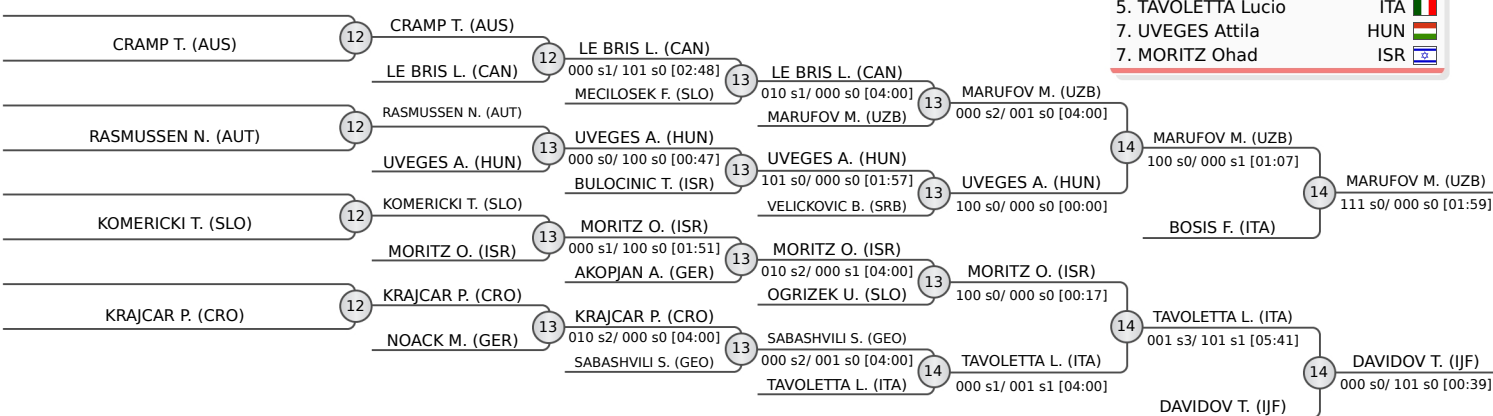 5. TAVOLETTA Lucio ITA
7. UVEGES Attila HUN
7. MORITZ Ohad ISR
12
CRAMP T. (AUS)
12
RASMUSSEN N. (AUT)
12
KOMERICKI T. (SLO)
12
KRAJCAR P. (CRO)
CRAMP T. (AUS)
12
LE BRIS L. (CAN)
RASMUSSEN N. (AUT)
13
UVEGES A. (HUN)
KOMERICKI T. (SLO)
13
MORITZ O. (ISR)
KRAJCAR P. (CRO)
13
NOACK M. (GER)
LE BRIS L. (CAN)
000 s1/ 101 s0 [02:48]
13
MECILOSEK F. (SLO)
UVEGES A. (HUN)
000 s0/ 100 s0 [00:47]
13
BULOCINIC T. (ISR)
MORITZ O. (ISR)
000 s1/ 100 s0 [01:51]
13
AKOPJAN A. (GER)
KRAJCAR P. (CRO)
010 s2/ 000 s0 [04:00]
13
SABASHVILI S. (GEO)
LE BRIS L. (CAN)
010 s1/ 000 s0 [04:00]
13
MARUFOV M. (UZB)
UVEGES A. (HUN)
101 s0/ 000 s0 [01:57]
13
VELICKOVIC B. (SRB)
MORITZ O. (ISR)
010 s2/ 000 s1 [04:00]
13
OGRIZEK U. (SLO)
SABASHVILI S. (GEO)
000 s2/ 001 s0 [04:00]
14
TAVOLETTA L. (ITA)
MARUFOV M. (UZB)
000 s2/ 001 s0 [04:00]
14
UVEGES A. (HUN)
100 s0/ 000 s0 [00:00]
MORITZ O. (ISR)
100 s0/ 000 s0 [00:17]
14
TAVOLETTA L. (ITA)
000 s1/ 001 s1 [04:00]
MARUFOV M. (UZB)
100 s0/ 000 s1 [01:07]
14
BOSIS F. (ITA)
TAVOLETTA L. (ITA)
001 s3/ 101 s1 [05:41]
14
DAVIDOV T. (IJF)
MARUFOV M. (UZB)
111 s0/ 000 s0 [01:59]
DAVIDOV T. (IJF)
000 s0/ 101 s0 [00:39]